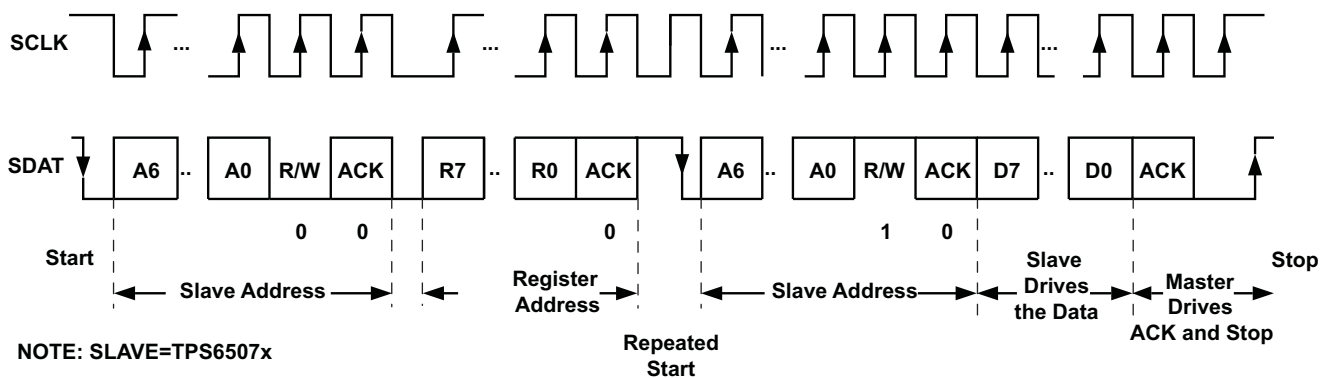 SCLK ... ... ... ...
SDAT A6 .. A0 R/W ACK R7 .. R0 ACK A6 .. A0 R/W ACK D7 .. D0 ACK
0 0 0 1 0
Start
Slave Address
Register
Address
Repeated
Start
Slave Address
Slave
Drives
the Data
Master
Drives
ACK and Stop
Stop
NOTE: SLAVE=TPS6507x